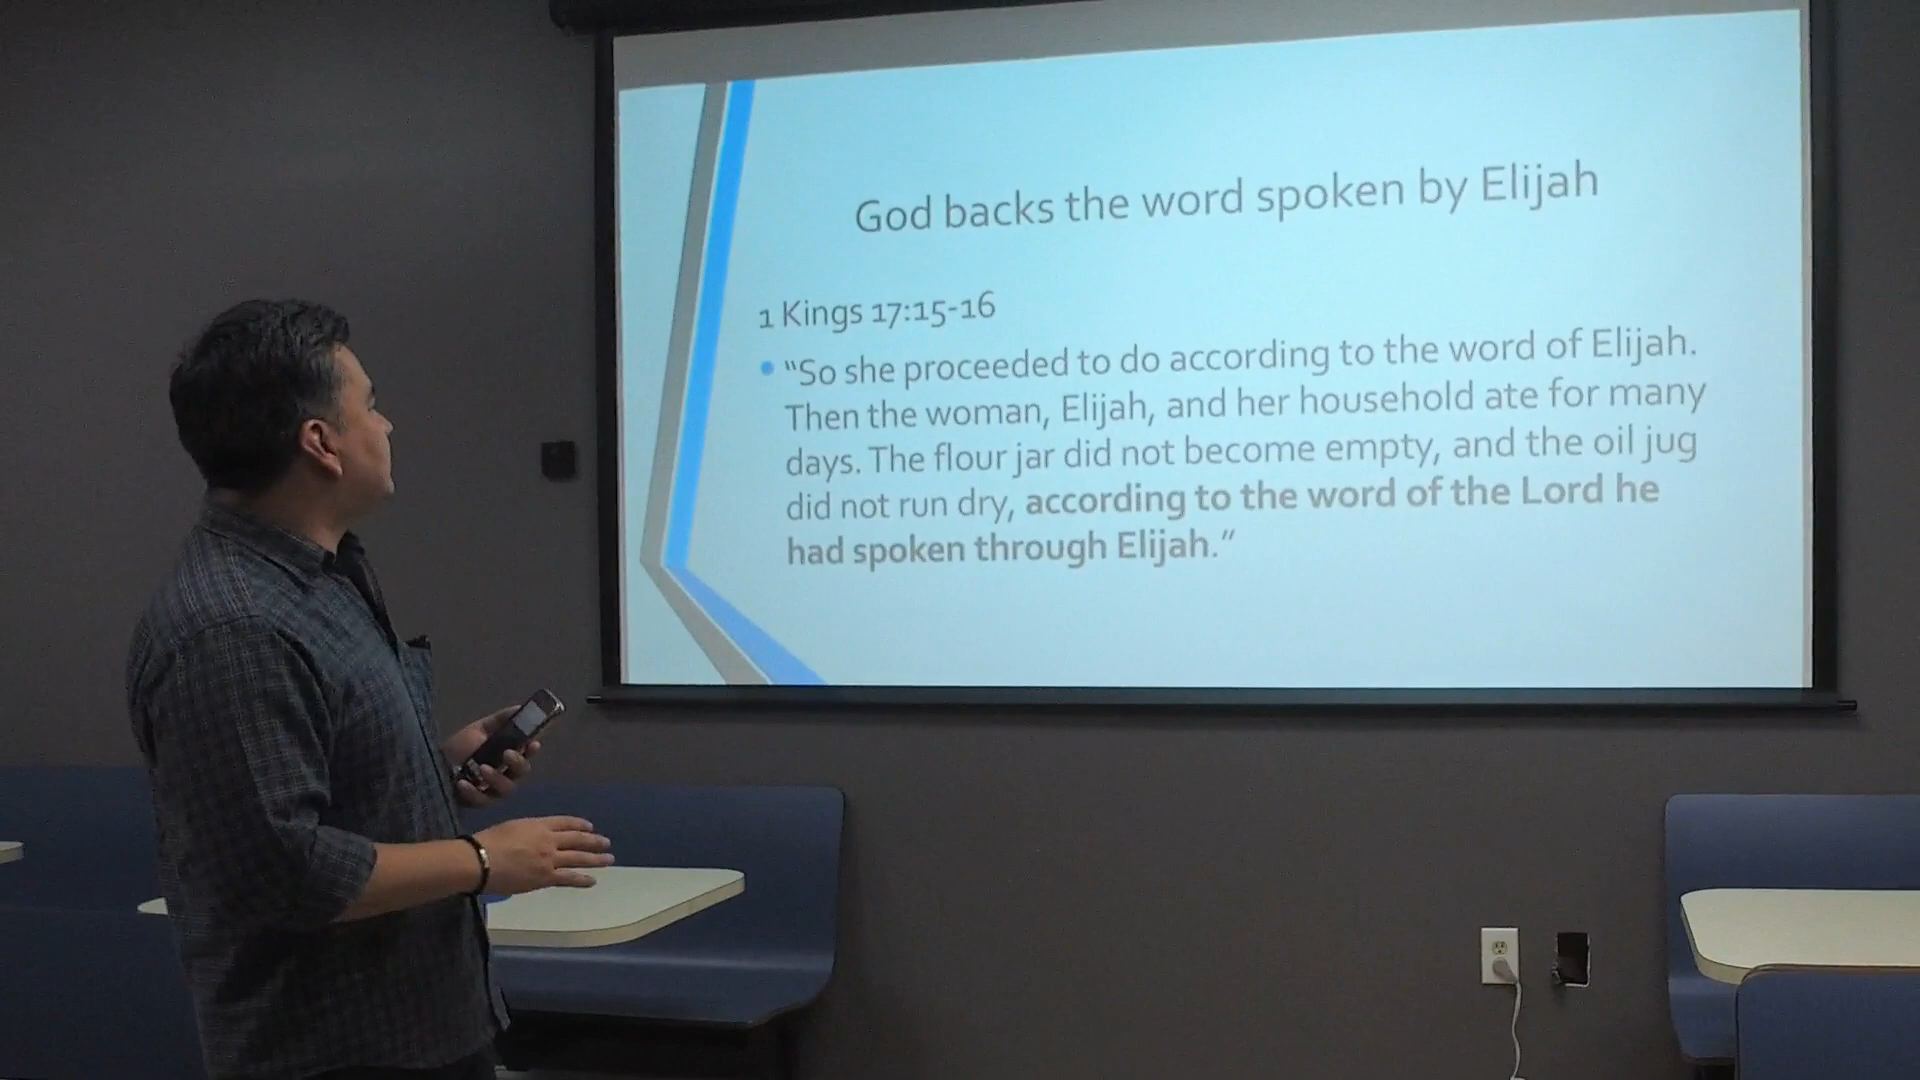 God backs the word spoken by Elijah
1 Kings 17:15-16
• "So she proceeded to do according to the word of Elijah.
Then the woman, Elijah, and her household ate for many
days. The flour jar did not become empty, and the oil jug
did not run dry, according to the word of the Lord he
had spoken through Elijah."